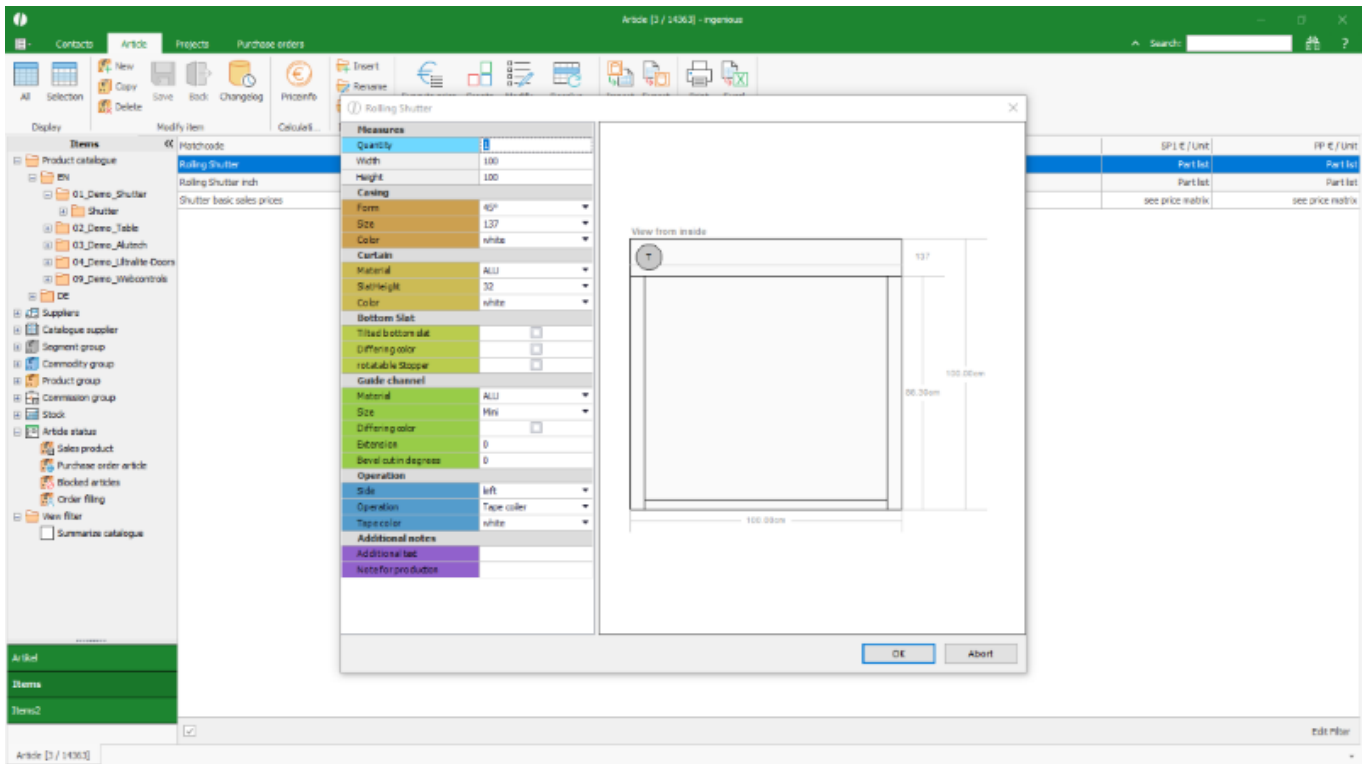 Article [3 / 14363] - ingenious
Contacts Article Projects Purchase orders Search: ?
All Selection New Copy Delete Save Back Changelog Priceinfo Insert Rename
Display Modify item Calculati...
Rolling Shutter
Items
Product catalogue
EN
01_Demo_Shutter
Shutter
02_Demo_Table
03_Demo_Alutech
04_Demo_Ultralite-Doors
09_Demo_Webcontrols
DE
Suppliers
Catalogue supplier
Segment group
Commodity group
Product group
Commission group
Stock
Article status
Sales product
Purchase order article
Blocked articles
Order filing
View filter
Summarize catalogue
Artikel
Items
Items2
Matchcode SP1 € / Unit PP € / Unit
Rolling Shutter Part list Part list
Rolling Shutter inch Part list Part list
Shutter basic sales prices see price matrix see price matrix
Measures
Quantity 1
Width 100
Height 100
Casing
Form 45°
Size 137
Color white
Curtain
Material ALU
SlatHeight 32
Color white
Bottom Slat
Tilted bottom slat
Differing color
rotatable Stopper
Guide channel
Material ALU
Size Mini
Differing color
Extension 0
Bevel cut in degrees 0
Operation
Side left
Operation Tape coiler
Tape color white
Additional notes
Additional text
Note for production
View from inside
T
137
100.00cm
86.30cm
100.00cm
OK Abort
Edit Filter
Article [3 / 14363]